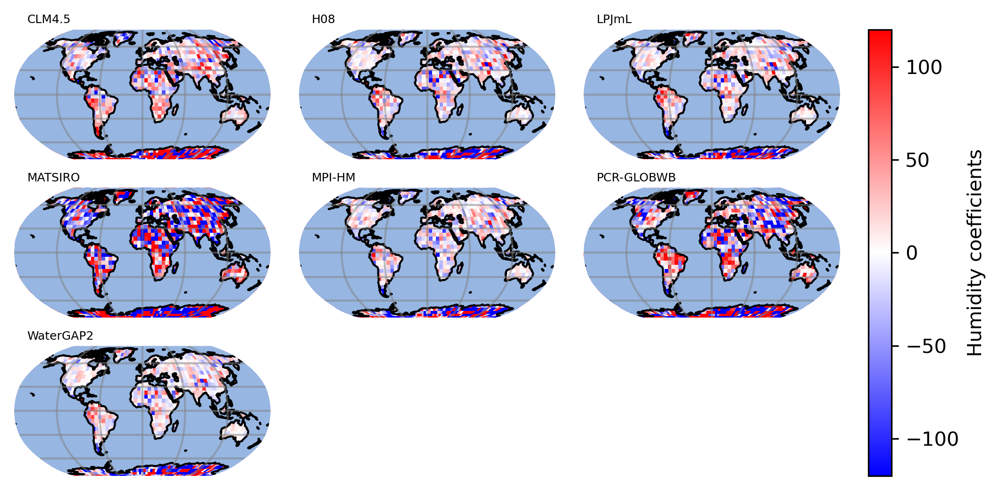 CLM4.5
H08
LPJmL
MATSIRO
MPI-HM
PCR-GLOBWB
WaterGAP2
100
50
0
−50
−100
Humidity coefficients